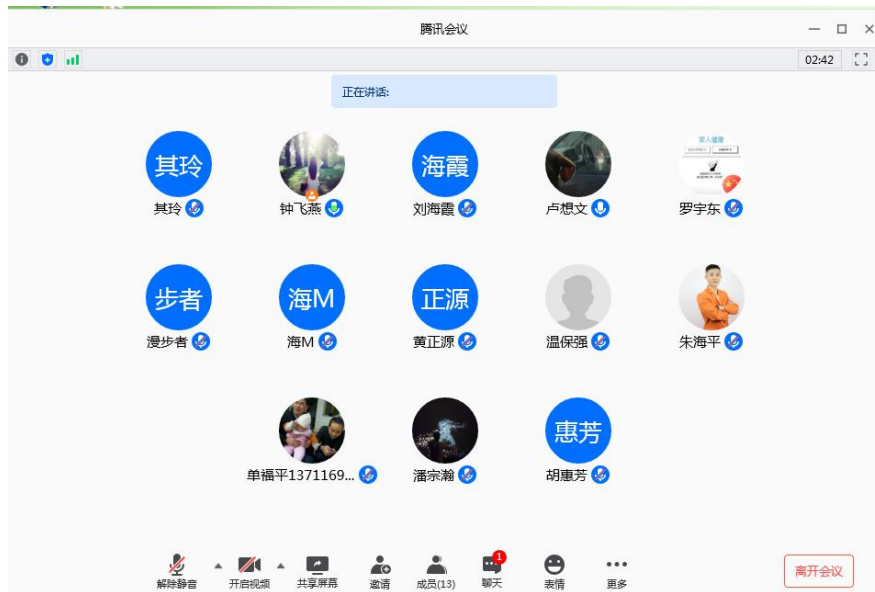 腾讯会议
02:42
正在讲话:
其玲
海霞
家人健康
其玲
钟飞燕
刘海霞
卢想文
罗宇东
步者
海M
正源
漫步者
海M
黄正源
温保强
朱海平
惠芳
单福平1371169...
潘宗瀚
胡惠芳
1
解除静音
开启视频
共享屏幕
邀请
成员(13)
聊天
表情
更多
离开会议